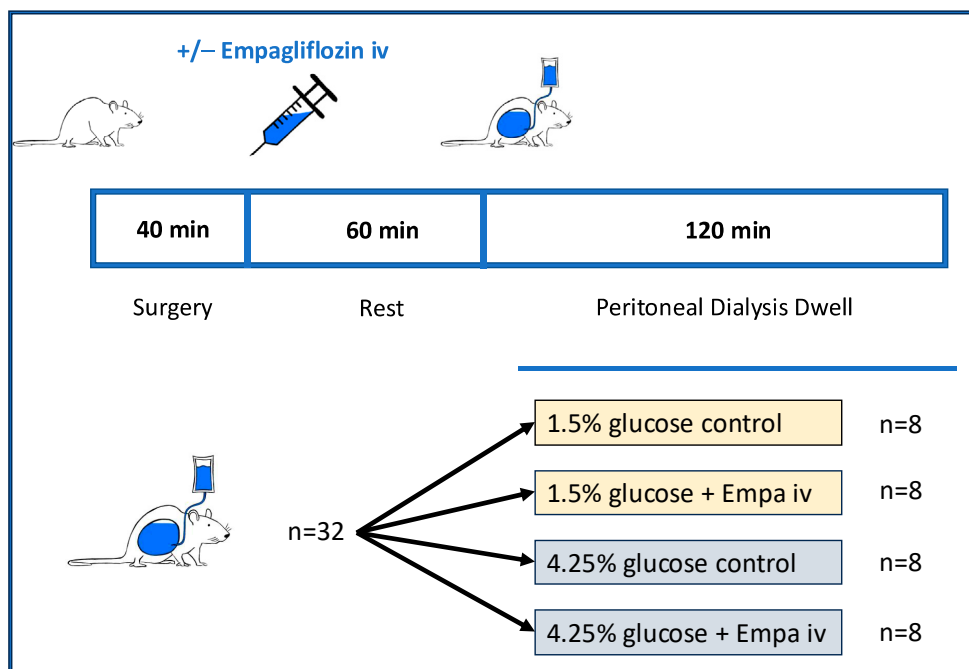 +/− Empagliflozin iv
40 min
60 min
120 min
Surgery
Rest
Peritoneal Dialysis Dwell
n=32
1.5% glucose control
n=8
1.5% glucose + Empa iv
n=8
4.25% glucose control
n=8
4.25% glucose + Empa iv
n=8